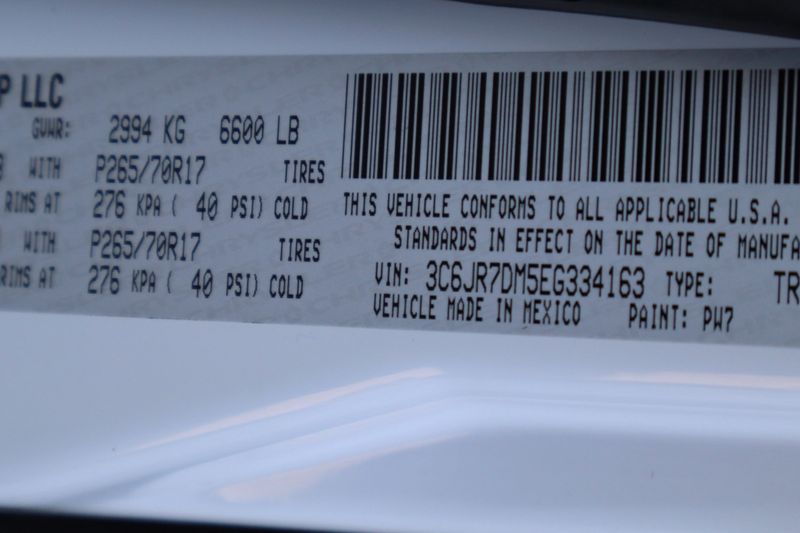 P LLC
GVWR: 2994 KG 6600 LB
WITH P265/70R17 TIRES
RIMS AT 276 KPA ( 40 PSI) COLD
WITH P265/70R17 TIRES
RIMS AT 276 KPA ( 40 PSI) COLD
THIS VEHICLE CONFORMS TO ALL APPLICABLE U.S.A.
STANDARDS IN EFFECT ON THE DATE OF MANUFA
VIN: 3C6JR7DM5EG334163 TYPE: TR
VEHICLE MADE IN MEXICO PAINT: PW7